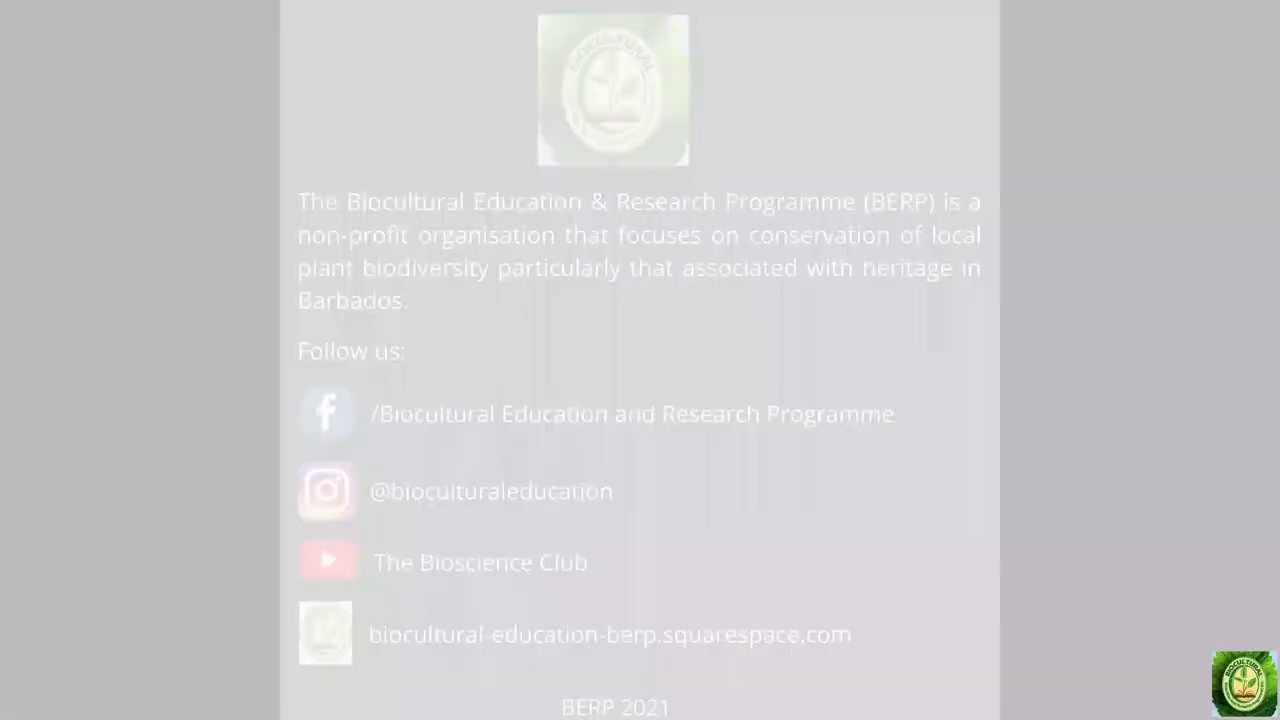 BIOCULTURAL
The Biocultural Education & Research Programme (BERP) is a
non-profit organisation that focuses on conservation of local
plant biodiversity particularly that associated with heritage in
Barbados.
Follow us:
/Biocultural Education and Research Programme
@bioculturaleducation
The Bioscience Club
biocultural-education-berp.squarespace.com
BERP 2021
BIOCULTURAL